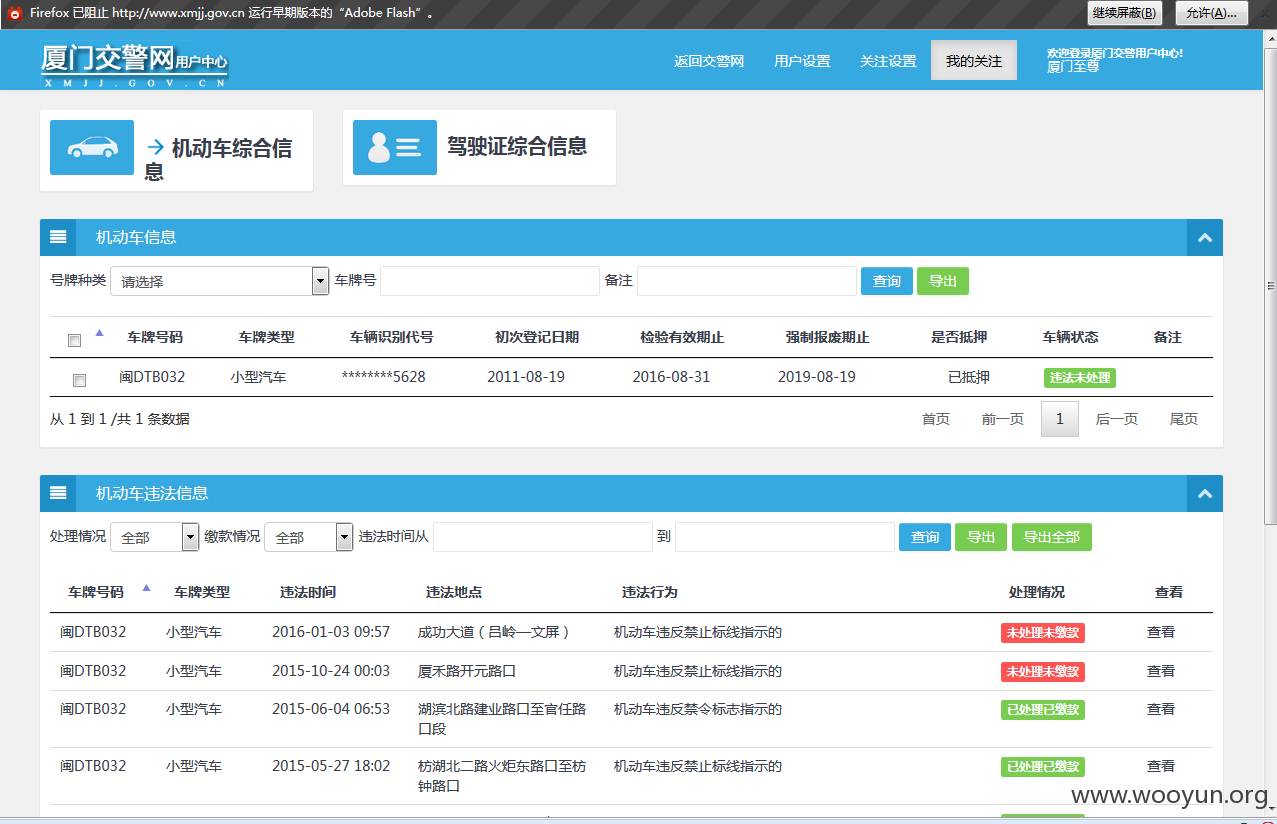 Firefox 已阻止 http://www.xmjj.gov.cn 运行早期版本的“Adobe Flash”。 继续屏蔽(B) 允许(A)...
厦门交警网用户中心
XMJJ.GOV.CN
返回交警网 用户设置 关注设置 我的关注
欢迎登录厦门交警用户中心!
厦门至尊
机动车综合信
息
驾驶证综合信息
机动车信息
号牌种类 请选择 车牌号 备注 查询 导出
车牌号码 车牌类型 车辆识别代号 初次登记日期 检验有效期止 强制报废期止 是否抵押 车辆状态 备注
闽DTB032 小型汽车 ********5628 2011-08-19 2016-08-31 2019-08-19 已抵押 违法未处理
从 1 到 1 /共 1 条数据 首页 前一页 1 后一页 尾页
机动车违法信息
处理情况 全部 缴款情况 全部 违法时间从 到 查询 导出 导出全部
车牌号码 车牌类型 违法时间 违法地点 违法行为 处理情况 查看
闽DTB032 小型汽车 2016-01-03 09:57 成功大道（吕岭—文屏） 机动车违反禁止标线指示的 未处理未缴款 查看
闽DTB032 小型汽车 2015-10-24 00:03 厦禾路开元路口 机动车违反禁止标线指示的 未处理未缴款 查看
闽DTB032 小型汽车 2015-06-04 06:53 湖滨北路建业路口至官任路 机动车违反禁令标志指示的 已处理已缴款 查看
口段
闽DTB032 小型汽车 2015-05-27 18:02 枋湖北二路火炬东路口至枋 机动车违反禁止标线指示的 已处理已缴款 查看
钟路口
www.wooyun.org